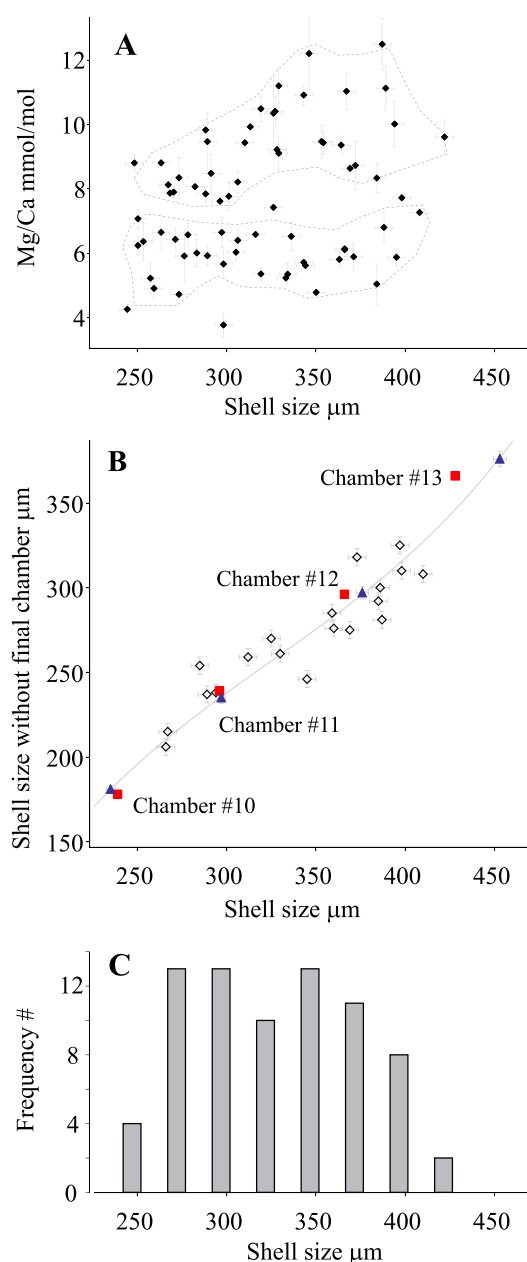 A
Mg/Ca mmol/mol
12
10
8
6
4
250 300 350 400 450
Shell size μm
B
Shell size without final chamber μm
350
300
250
200
150
Chamber #13
Chamber #12
Chamber #11
Chamber #10
250 300 350 400 450
Shell size μm
C
Frequency #
12
8
4
0
250 300 350 400 450
Shell size μm